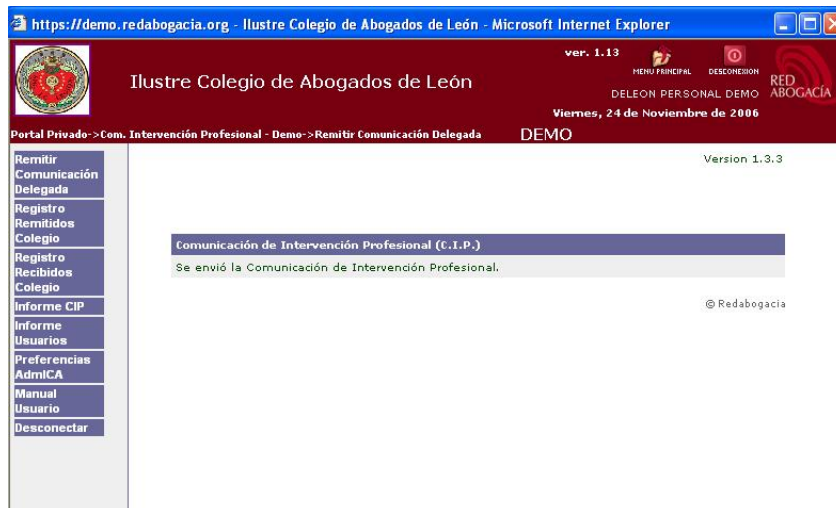 https://demo.redabogacia.org - Ilustre Colegio de Abogados de León - Microsoft Internet Explorer
ver. 1.13
MENU PRINCIPAL
DESCONEXION
RED ABOGACÍA
Ilustre Colegio de Abogados de León
DELEON PERSONAL DEMO
Viernes, 24 de Noviembre de 2006
Portal Privado->Com. Intervención Profesional - Demo->Remitir Comunicación Delegada
DEMO
Version 1.3.3
Remitir
Comunicación
Delegada
Registro
Remitidos
Colegio
Registro
Recibidos
Colegio
Informe CIP
Informe
Usuarios
Preferencias
AdmICA
Manual
Usuario
Desconectar
Comunicación de Intervención Profesional (C.I.P.)
Se envió la Comunicación de Intervención Profesional.
© Redabogacia